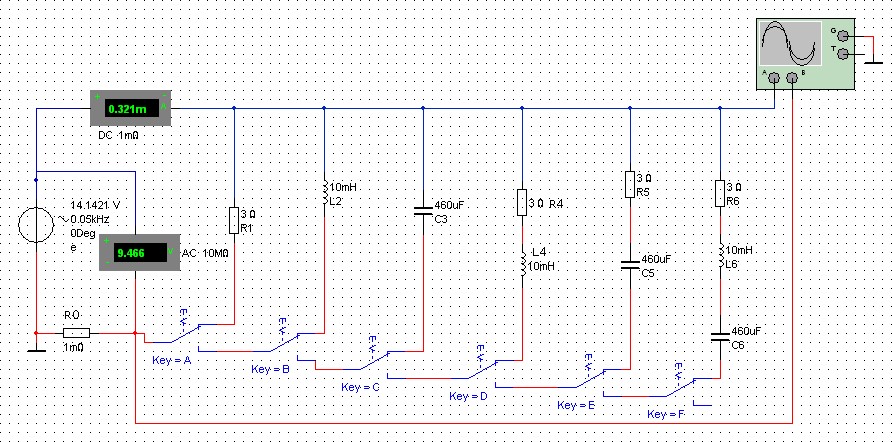 G
T
A B
0.321m
A
DC 1mΩ
14.1421 V
0.05kHz
0Deg
e
9.466
V
AC 10MΩ
3 Ω
R1
10mH
L2
460uF
C3
3 Ω R4
L4
10mH
3 Ω
R5
460uF
C5
3 Ω
R6
10mH
L6
460uF
C6
R0
1mΩ
Key = A
Key = B
Key = C
Key = D
Key = E
Key = F